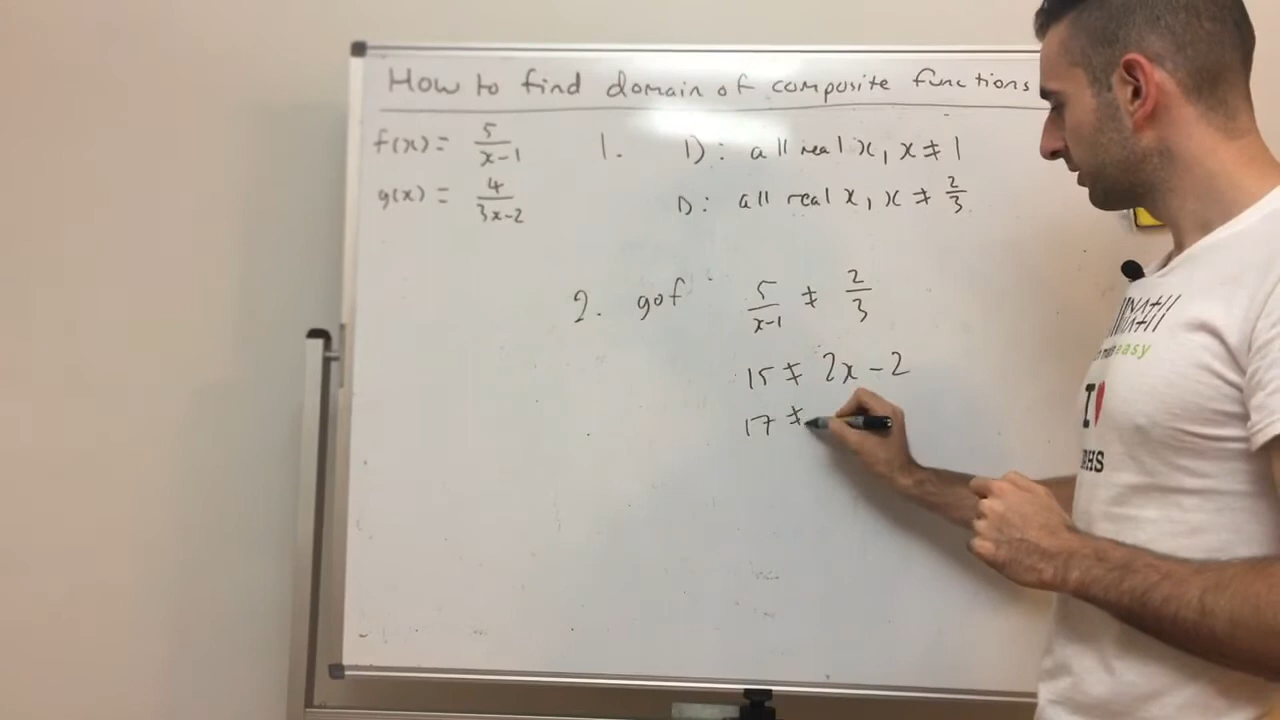 How to find domain of composite functions
f(x) = 5/(x-1) 1. D: all real x, x ≠ 1
g(x) = 4/(3x-2) D: all real x, x ≠ 2/3
2. gof 5/(x-1) ≠ 2/3
15 ≠ 2x - 2
17 ≠
easy
I ♥